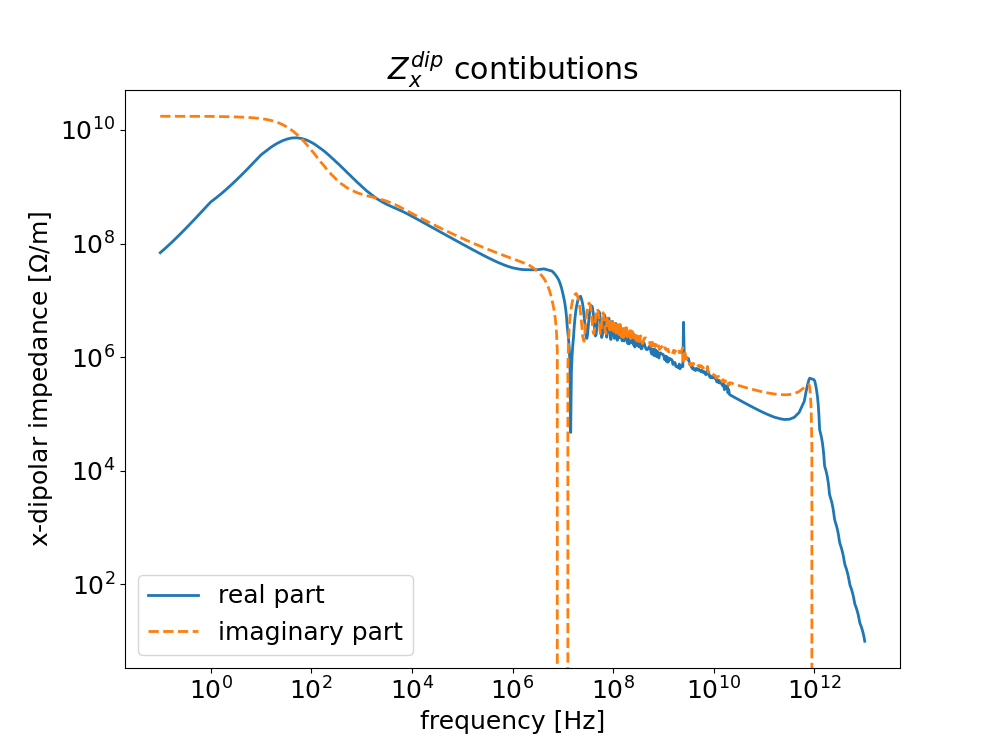 $Z_x^{dip}$ contibutions
x-dipolar impedance [Ω/m]
10^10
10^8
10^6
10^4
10^2
real part
imaginary part
10^0 10^2 10^4 10^6 10^8 10^10 10^12
frequency [Hz]